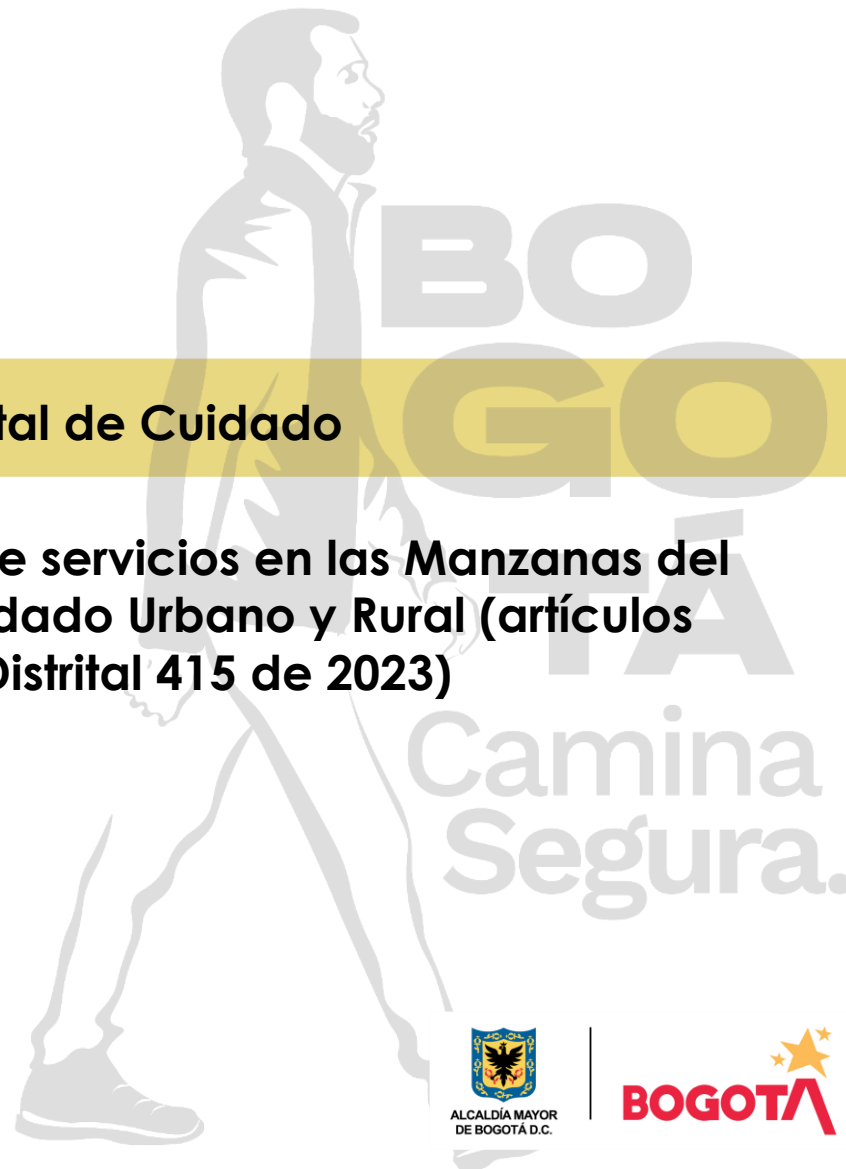 BO
GO
TÁ
tal de Cuidado
e servicios en las Manzanas del
dado Urbano y Rural (artículos
Distrital 415 de 2023)
Camina
Segura.
ALCALDÍA MAYOR
DE BOGOTÁ D.C.
BOGOTÁ